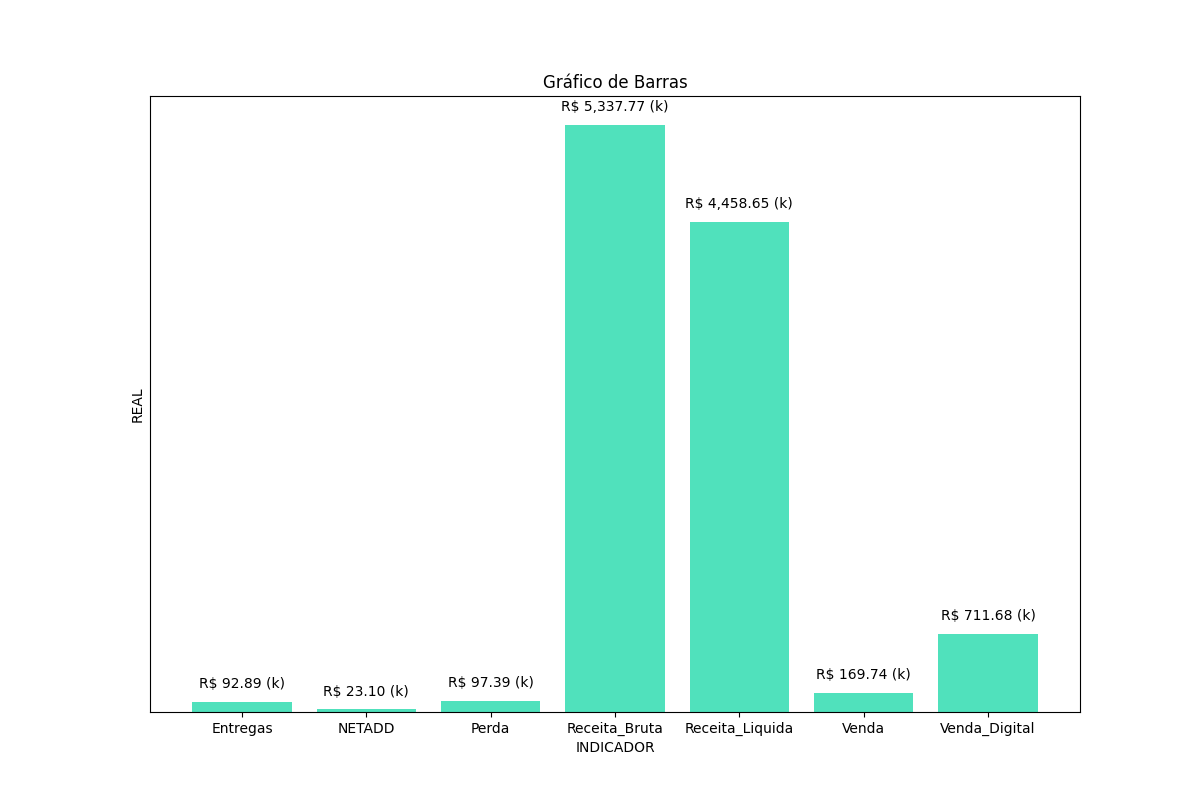 Gráfico de Barras
R$ 5,337.77 (k)
R$ 4,458.65 (k)
R$ 711.68 (k)
R$ 169.74 (k)
R$ 92.89 (k)
R$ 23.10 (k)
R$ 97.39 (k)
REAL
Entregas
NETADD
Perda
Receita_Bruta
Receita_Liquida
Venda
Venda_Digital
INDICADOR